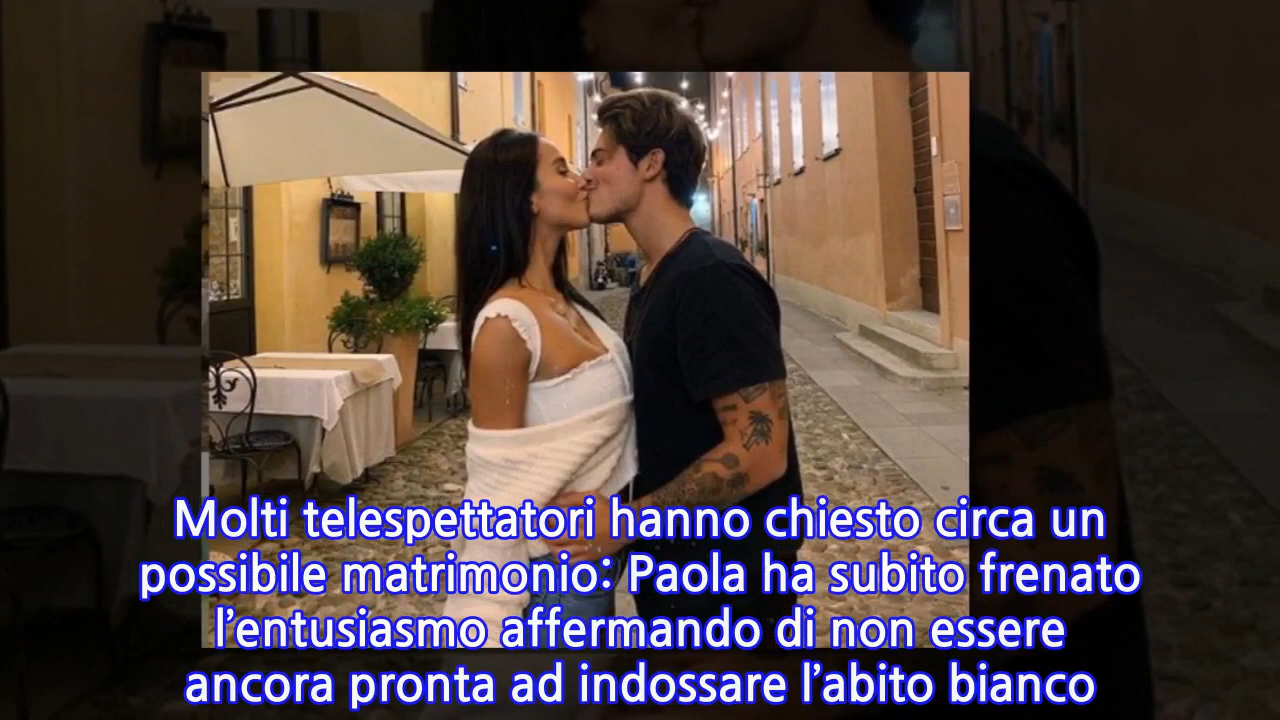 Molti telespettatori hanno chiesto circa un
possibile matrimonio: Paola ha subito frenato
l'entusiasmo affermando di non essere
ancora pronta ad indossare l'abito bianco